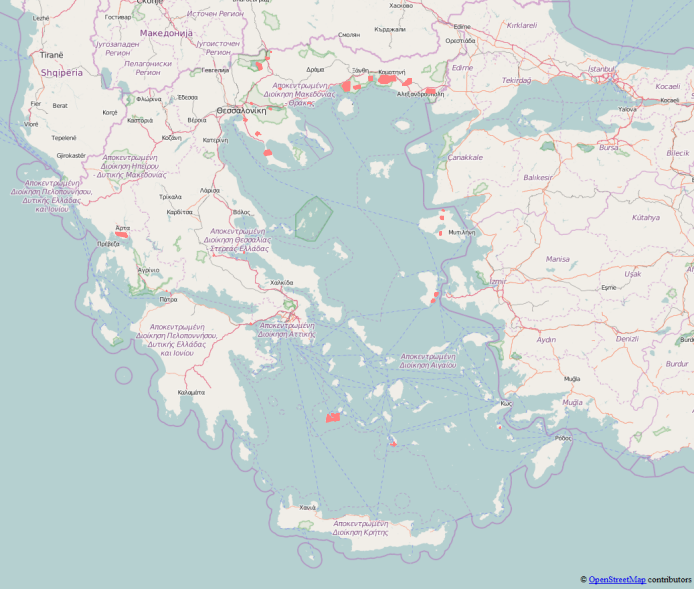 Lezhë
Tiranë
Shqipëria
Fier
Berat
Vlorë
Tepelenë
Gjirokastër
Korçë
Гостивар
Македонија
Југозападен
Регион
Југоисточен
Регион
Пелагониски
Регион
Гевгелија
Источен Регион
Смолян
Хасково
Кърджали
Edirne
Ορεστιάδα
Kırklareli
Edirne
Tekirdağ
İstanbul
Kocaeli
Kocaeli
Yalova
Bursa
Bilecik
Δράμα
Ξάνθη
Κομοτηνή
Αλεξανδρούπολη
Αποκεντρωμένη
Διοίκηση Μακεδονίας
Θράκης
Φλώρινα
Έδεσσα
Καστοριά
Βέροια
Θεσσαλονίκη
Κοζάνη
Κατερίνη
Αποκεντρωμένη
Διοίκηση Ηπείρου
Δυτικής Μακεδονίας
Αποκεντρωμένη
Διοίκηση Πελοποννήσου,
Δυτικής Ελλάδας
και Ιονίου
Τρίκαλα
Λάρισα
Καρδίτσα
Βόλος
Άρτα
Πρέβεζα
Αποκεντρωμένη
Διοίκηση Θεσσαλίας
Στερεάς Ελλάδας
Αγρίνιο
Πάτρα
Χαλκίδα
Αποκεντρωμένη
Διοίκηση Αττικής
Αποκεντρωμένη
Διοίκηση Πελοποννήσου,
Δυτικής Ελλάδας
και Ιονίου
Καλαμάτα
Çanakkale
Balıkesir
Kütahya
Μυτιλήνη
Manisa
Uşak
Eşme
İzmir
Aydın
Denizli
Burdur
Muğla
Muğla
Αποκεντρωμένη
Διοίκηση Αιγαίου
Κως
Ρόδος
Χανιά
Αποκεντρωμένη
Διοίκηση Κρήτης
© OpenStreetMap contributors